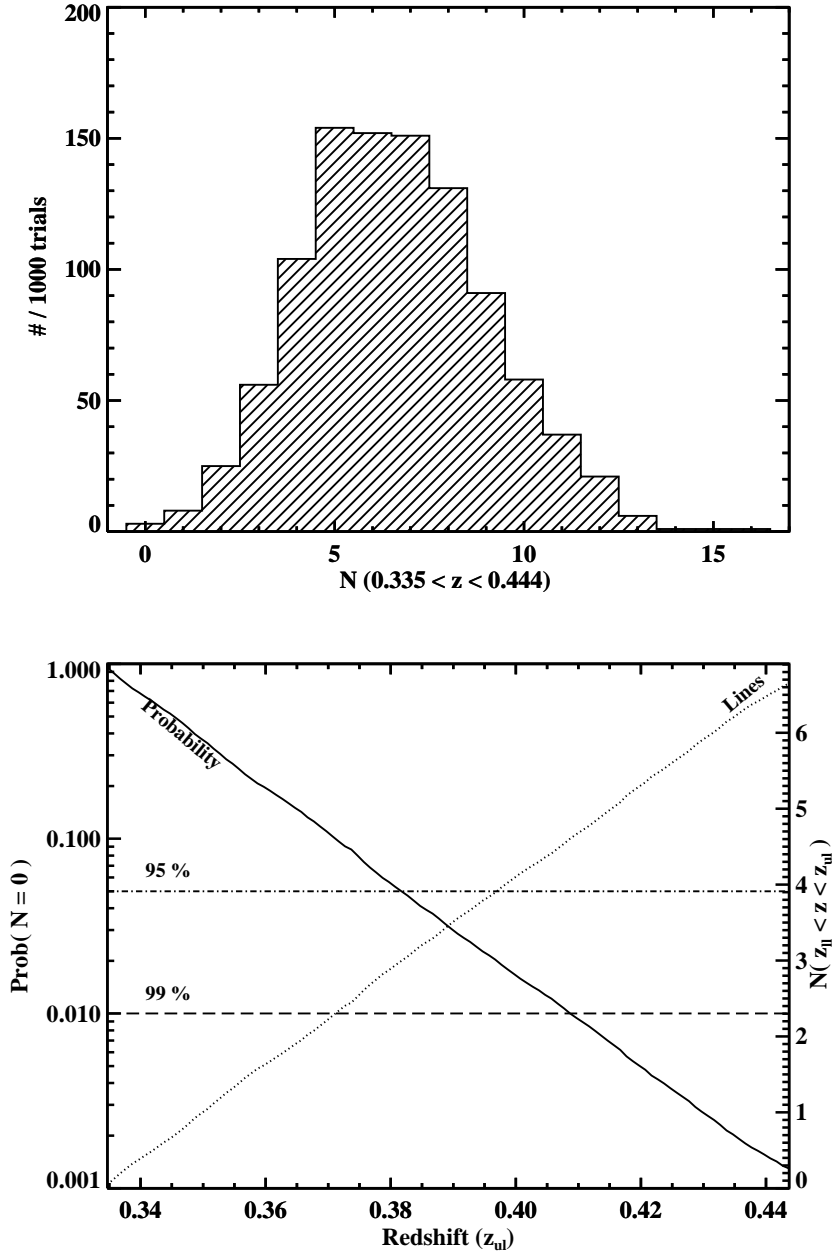 200
150
100
50
0
# / 1000 trials
0 5 10 15
N (0.335 < z < 0.444)
1.000
0.100
0.010
0.001
Prob( N = 0 )
Probability
Lines
95 %
99 %
6
5
4
3
2
1
0
N( z_ll < z < z_ul )
0.34 0.36 0.38 0.40 0.42 0.44
Redshift (z_ul)